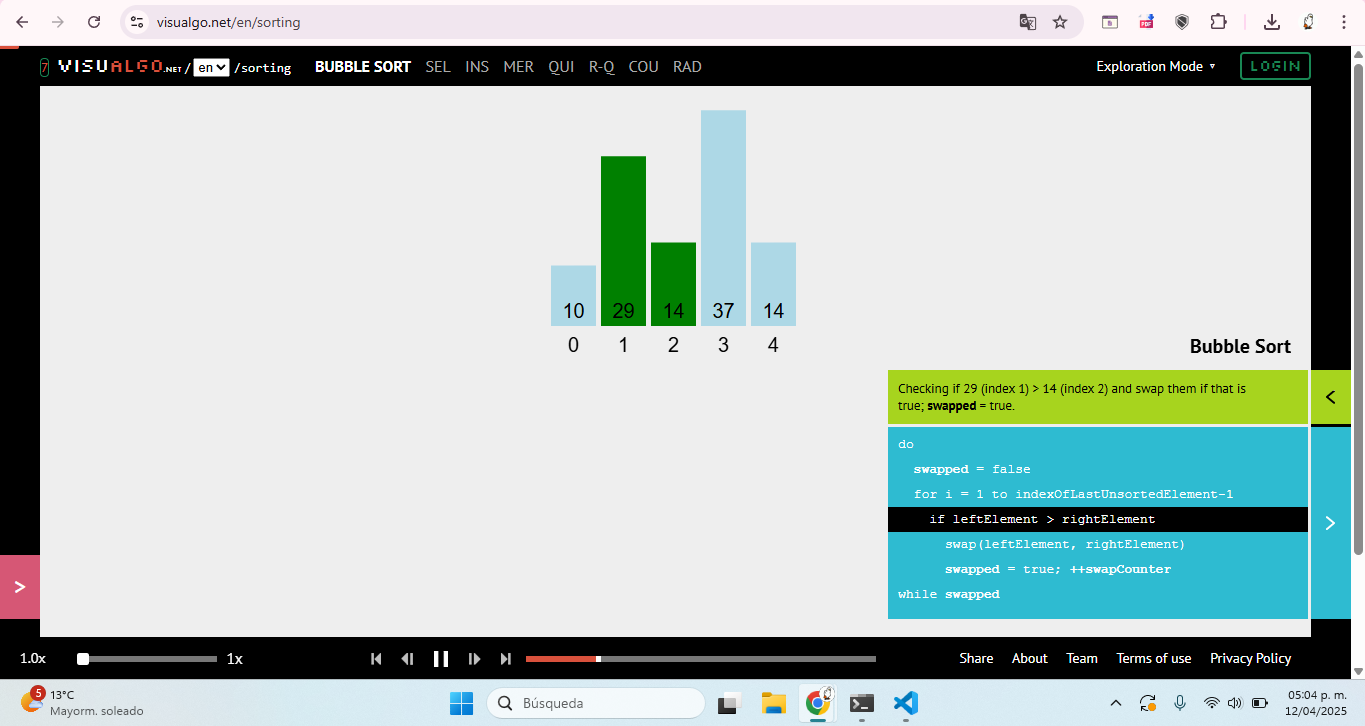 visualgo.net/en/sorting
7 VISUALGO.NET / en /sorting BUBBLE SORT SEL INS MER QUI R-Q COU RAD Exploration Mode ▼ LOGIN
10 29 14 37 14
0 1 2 3 4
Bubble Sort
Checking if 29 (index 1) > 14 (index 2) and swap them if that is
true; swapped = true.
<
do
swapped = false
for i = 1 to indexOfLastUnsortedElement-1
if leftElement > rightElement
swap(leftElement, rightElement)
swapped = true; ++swapCounter
while swapped
>
>
1.0x 1x Share About Team Terms of use Privacy Policy
5 13°C
Mayorm. soleado
Búsqueda
05:04 p. m.
12/04/2025